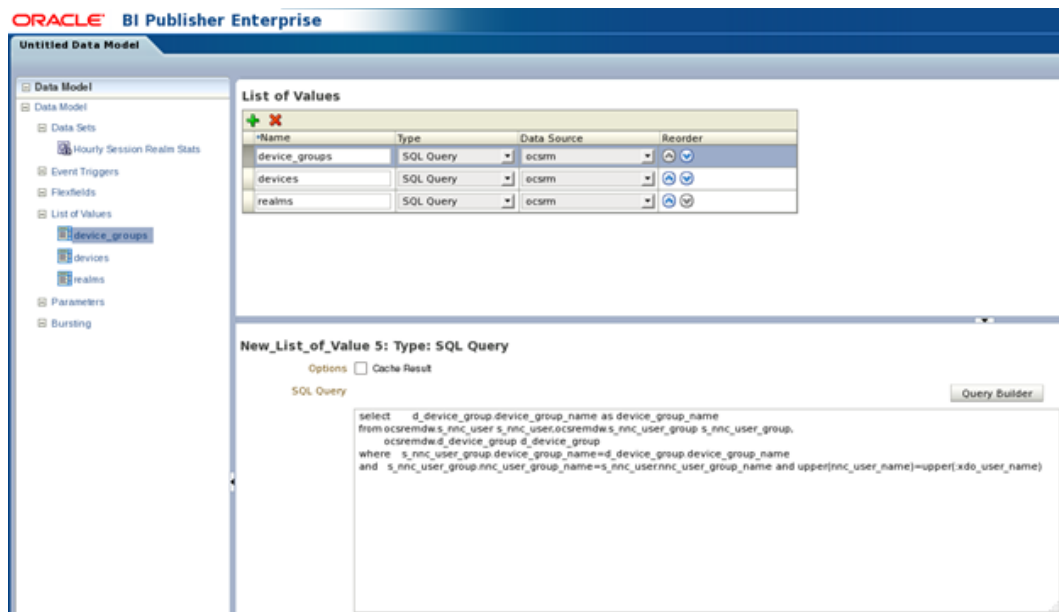 ORACLE BI Publisher Enterprise
Untitled Data Model
Data Model
Data Model
Data Sets
Hourly Session Realm Stats
Event Triggers
Flexfields
List of Values
device_groups
devices
realms
Parameters
Bursting
List of Values
*Name Type Data Source Reorder
device_groups SQL Query ocsrm
devices SQL Query ocsrm
realms SQL Query ocsrm
New_List_of_Value 5: Type: SQL Query
Options Cache Result
SQL Query Query Builder
select d_device_group.device_group_name as device_group_name
from ocsremdw.s_nnc_user s_nnc_user,ocsremdw.s_nnc_user_group s_nnc_user_group,
ocsremdw.d_device_group d_device_group
where s_nnc_user_group.device_group_name=d_device_group.device_group_name
and s_nnc_user_group.nnc_user_group_name=s_nnc_user.nnc_user_group_name and upper(nnc_user_name)=upper(:xdo_user_name)